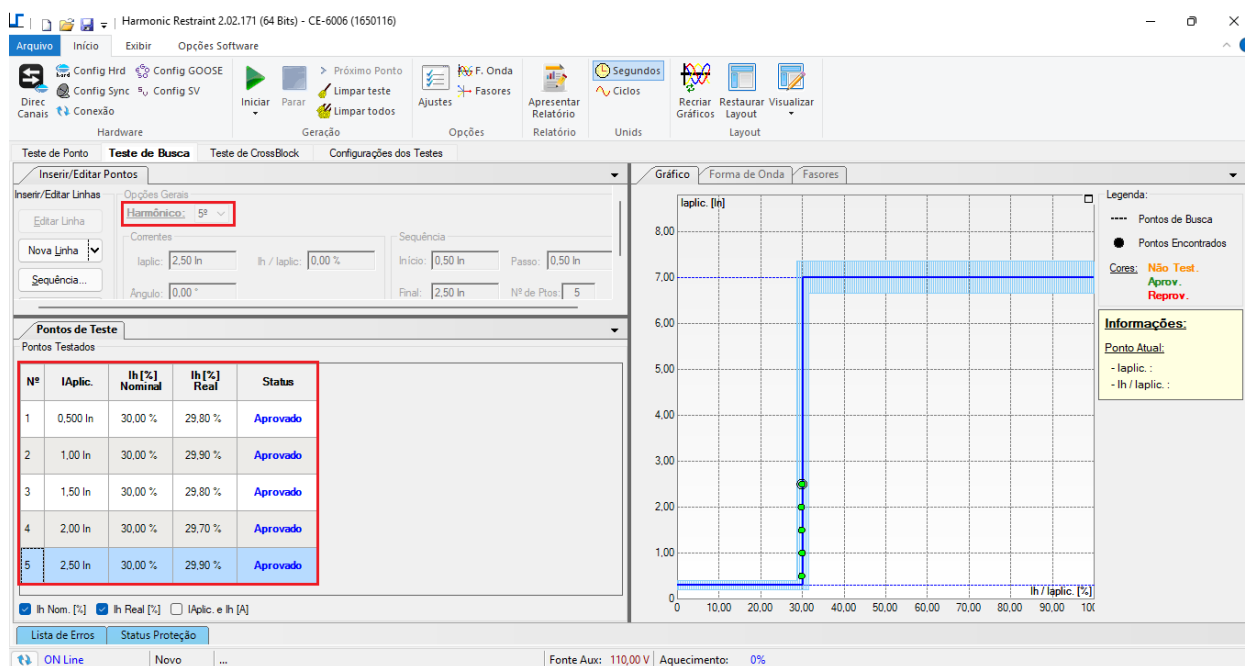 Harmonic Restraint 2.02.171 (64 Bits) - CE-6006 (1650116)
Arquivo Início Exibir Opções Software
Direc Canais
Config Hrd
Config GOOSE
Config Sync
Config SV
Conexão
Hardware
Iniciar
Parar
Próximo Ponto
Limpar teste
Limpar todos
Geração
Ajustes
F. Onda
Fasores
Opções
Apresentar Relatório
Relatório
Segundos
Ciclos
Unids
Recriar Gráficos
Restaurar Layout
Visualizar
Layout
Teste de Ponto Teste de Busca Teste de CrossBlock Configurações dos Testes
Inserir/Editar Pontos
Inserir/Editar Linhas
Editar Linha
Nova Linha
Sequência...
Opções Gerais
Harmônico: 5º
Correntes
Iaplic: 2,50 In
Ih / Iaplic: 0,00 %
Ângulo: 0,00 °
Sequência
Início: 0,50 In
Passo: 0,50 In
Final: 2,50 In
Nº de Ptos: 5
Pontos de Teste
Pontos Testados
Nº IAplic. Ih [%] Nominal Ih [%] Real Status
1 0,500 In 30,00 % 29,80 % Aprovado
2 1,00 In 30,00 % 29,90 % Aprovado
3 1,50 In 30,00 % 29,80 % Aprovado
4 2,00 In 30,00 % 29,70 % Aprovado
5 2,50 In 30,00 % 29,90 % Aprovado
Ih Nom. [%] Ih Real [%] IAplic. e Ih [A]
Gráfico Forma de Onda Fasores
Iaplic. [In]
8,00
7,00
6,00
5,00
4,00
3,00
2,00
1,00
0
Ih / Iaplic. [%]
0 10,00 20,00 30,00 40,00 50,00 60,00 70,00 80,00 90,00 100
Legenda:
Pontos de Busca
Pontos Encontrados
Cores: Não Test.
Aprov.
Reprov.
Informações:
Ponto Atual:
- Iaplic. :
- Ih / Iaplic. :
Lista de Erros Status Proteção
ON Line Novo ... Fonte Aux: 110,00 V Aquecimento: 0%